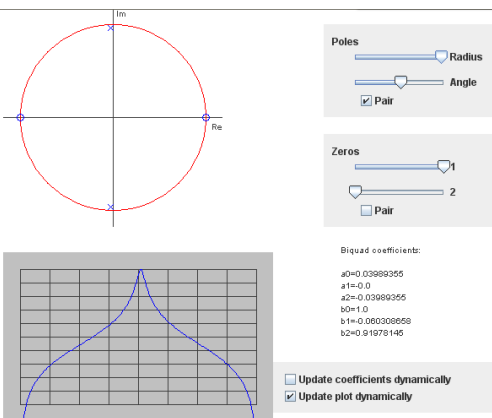 Im
Re
Poles
Radius
Angle
Pair
Zeros
1
2
Pair
Biquad coefficients:
a0=0.03989355
a1=-0.0
a2=-0.03989355
b0=1.0
b1=-0.060308658
b2=0.91978145
Update coefficients dynamically
Update plot dynamically